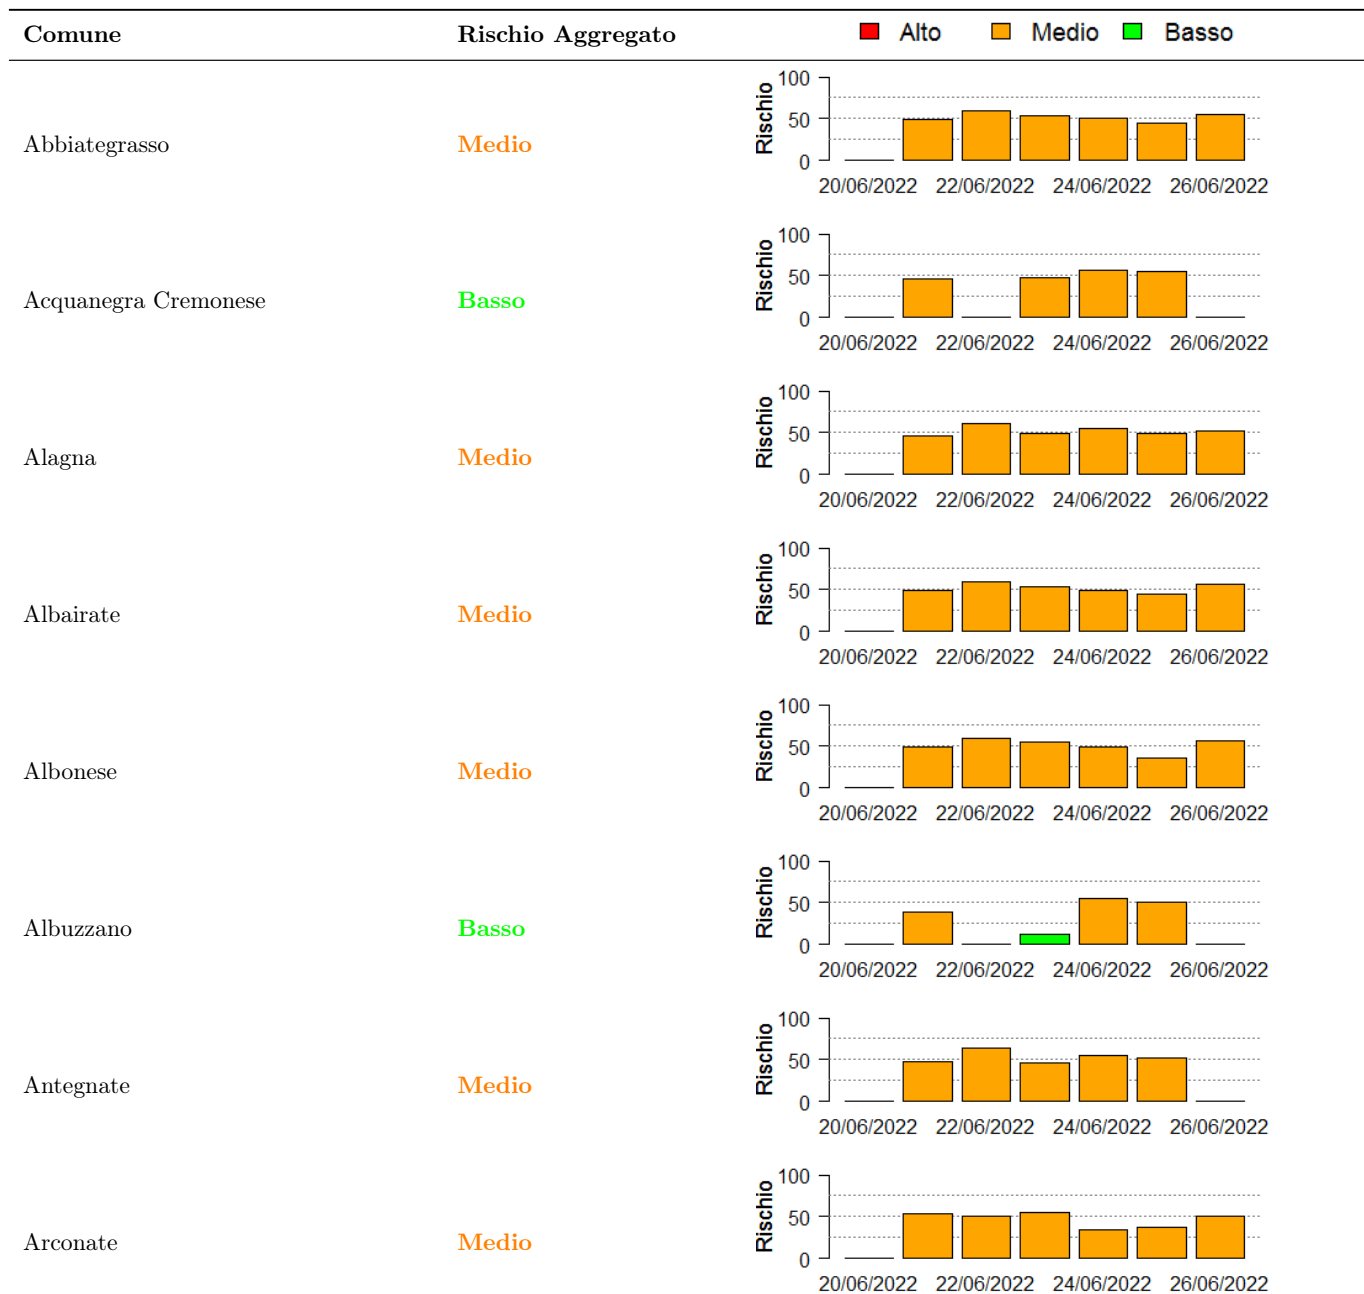 Comune Rischio Aggregato Alto Medio Basso
Abbiategrasso Medio Rischio 100 50 0
20/06/2022 22/06/2022 24/06/2022 26/06/2022
Acquanegra Cremonese Basso Rischio 100 50 0
20/06/2022 22/06/2022 24/06/2022 26/06/2022
Alagna Medio Rischio 100 50 0
20/06/2022 22/06/2022 24/06/2022 26/06/2022
Albairate Medio Rischio 100 50 0
20/06/2022 22/06/2022 24/06/2022 26/06/2022
Albonese Medio Rischio 100 50 0
20/06/2022 22/06/2022 24/06/2022 26/06/2022
Albuzzano Basso Rischio 100 50 0
20/06/2022 22/06/2022 24/06/2022 26/06/2022
Antegnate Medio Rischio 100 50 0
20/06/2022 22/06/2022 24/06/2022 26/06/2022
Arconate Medio Rischio 100 50 0
20/06/2022 22/06/2022 24/06/2022 26/06/2022